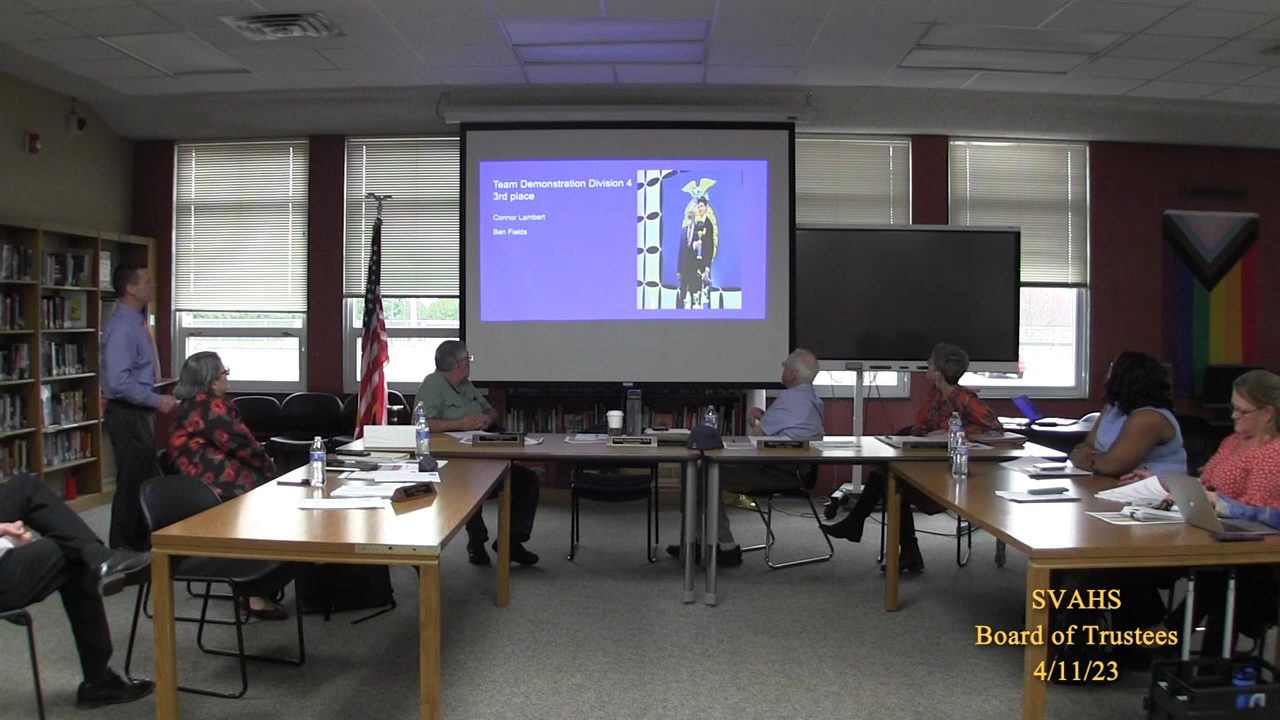 Team Demonstration Division 4
3rd place
Connor Lambert
Ben Fields
SVAHS
Board of Trustees
4/11/23